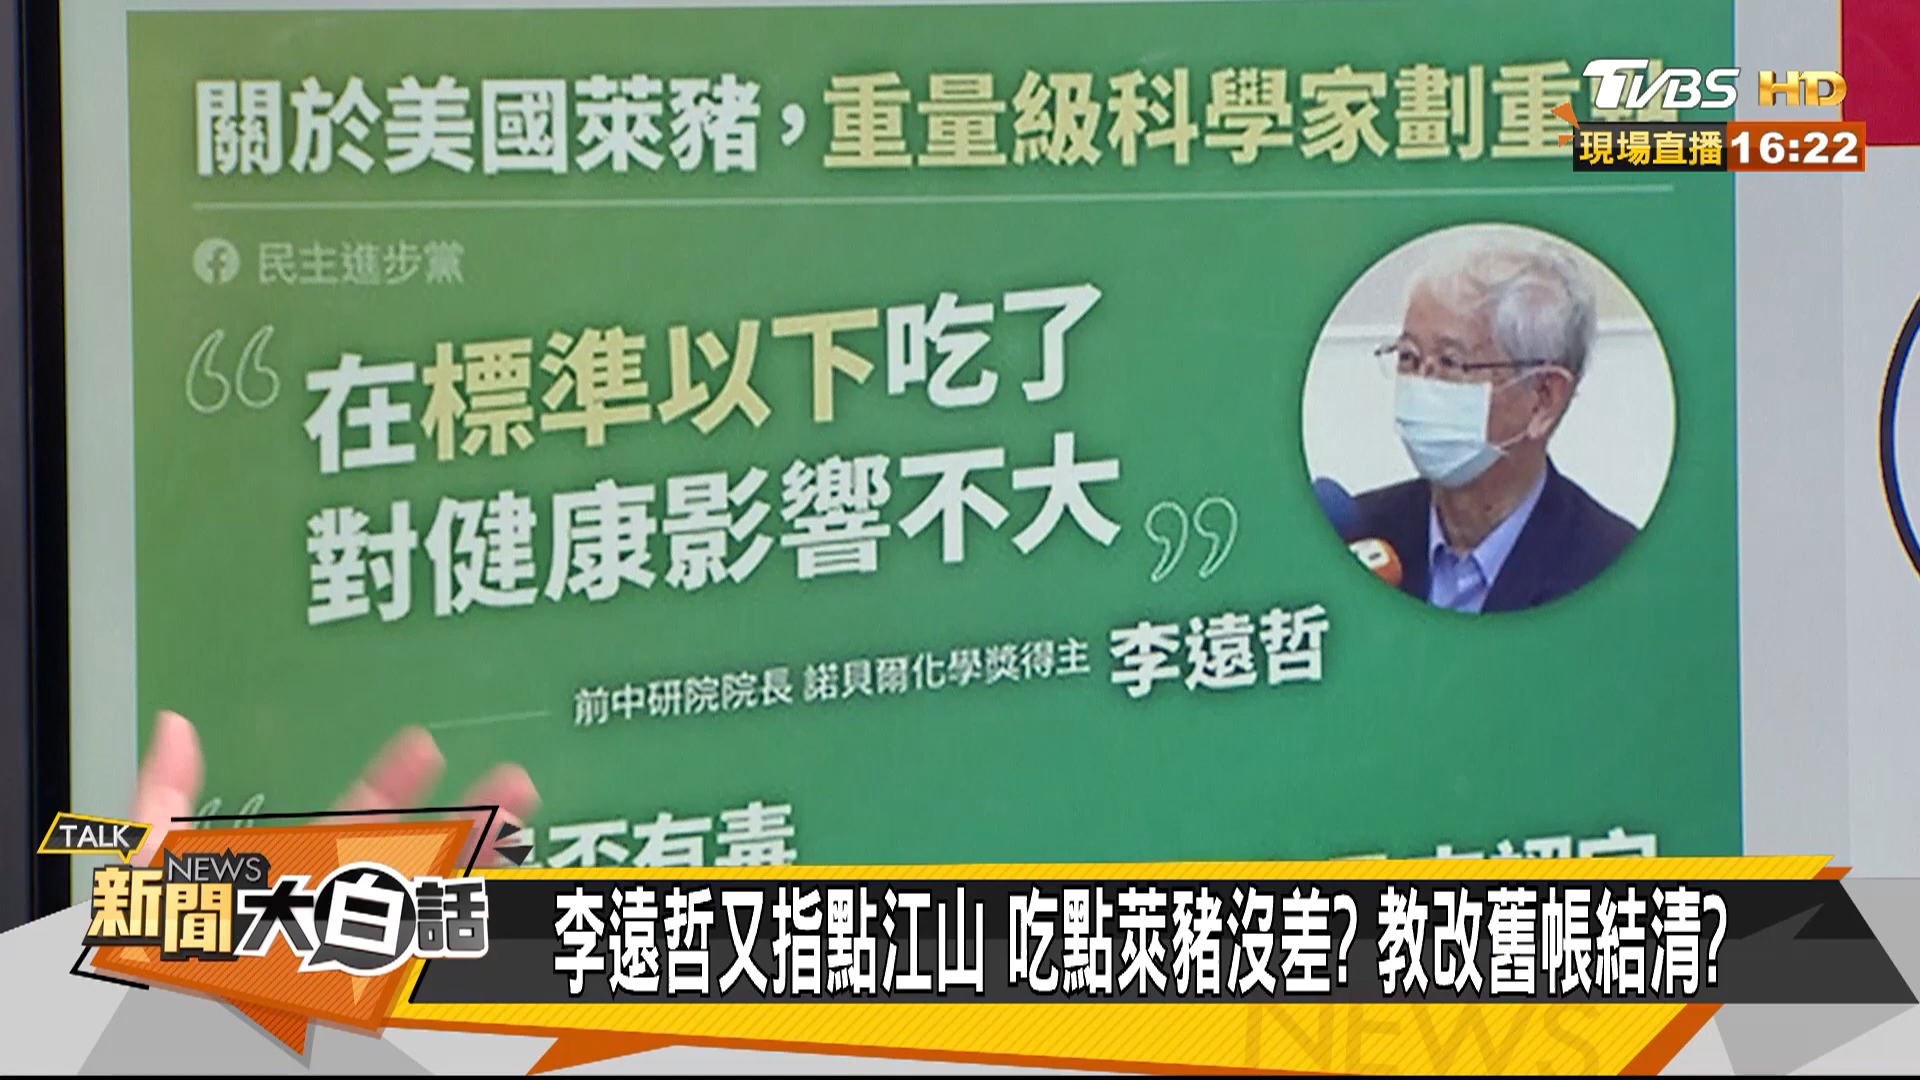 關於美國萊豬，重量級科學家劃重
TVBS HD
現場直播 16:22
民主進步黨
“在標準以下吃了
對健康影響不大”
前中研院院長 諾貝爾化學獎得主 李遠哲
否有毒
TALK
NEWS
新聞大白話
李遠哲又指點江山 吃點萊豬沒差? 教改舊帳結清?
NEWS